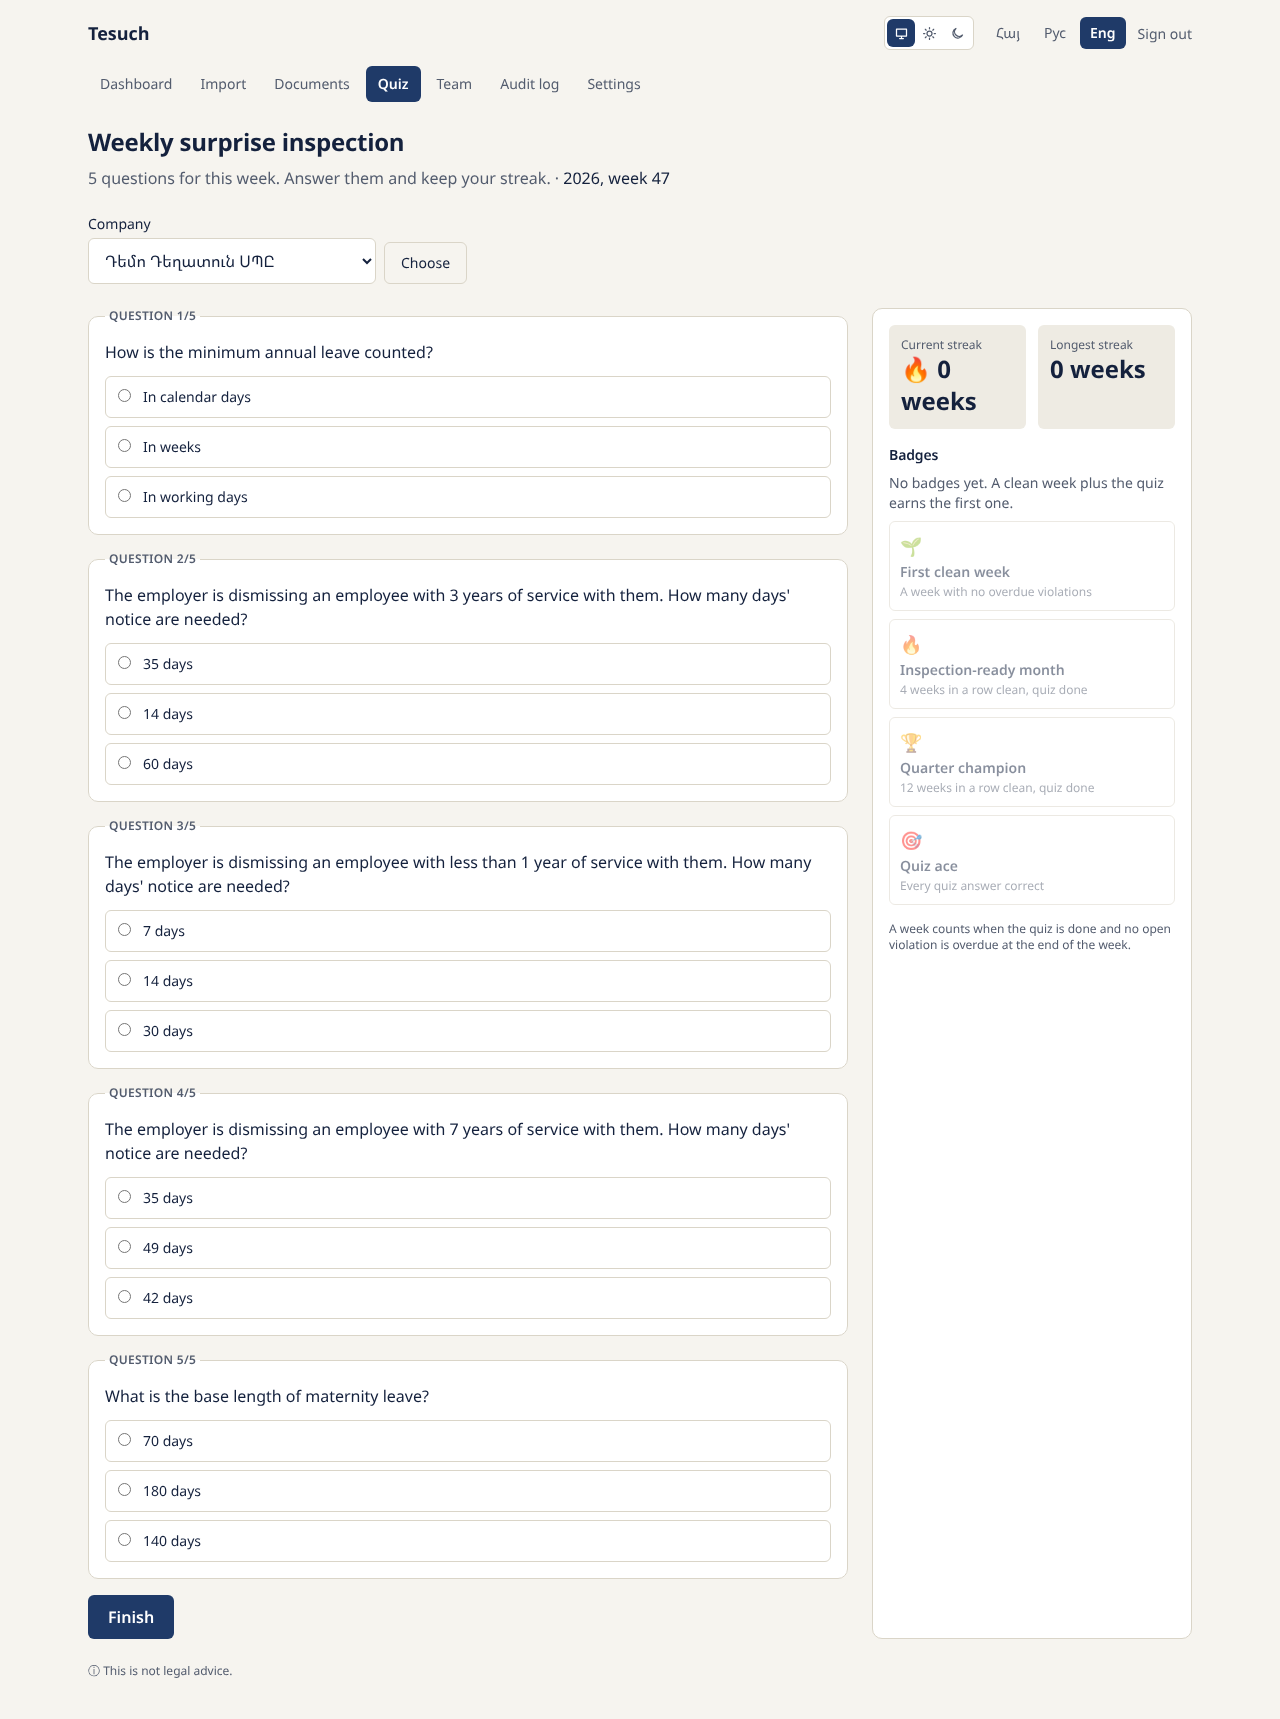 Tesuch
Հայ
Рус
Eng
Sign out
Dashboard
Import
Documents
Quiz
Team
Audit log
Settings
Weekly surprise inspection
5 questions for this week. Answer them and keep your streak. · 2026, week 47
Company
Դեմո Դեղատուն ՍՊԸ
Choose
QUESTION 1/5
How is the minimum annual leave counted?
In calendar days
In weeks
In working days
QUESTION 2/5
The employer is dismissing an employee with 3 years of service with them. How many days'
notice are needed?
35 days
14 days
60 days
QUESTION 3/5
The employer is dismissing an employee with less than 1 year of service with them. How many
days' notice are needed?
7 days
14 days
30 days
QUESTION 4/5
The employer is dismissing an employee with 7 years of service with them. How many days'
notice are needed?
35 days
49 days
42 days
QUESTION 5/5
What is the base length of maternity leave?
70 days
180 days
140 days
Finish
Current streak
🔥 0
weeks
Longest streak
0 weeks
Badges
No badges yet. A clean week plus the quiz
earns the first one.
First clean week
A week with no overdue violations
Inspection-ready month
4 weeks in a row clean, quiz done
Quarter champion
12 weeks in a row clean, quiz done
Quiz ace
Every quiz answer correct
A week counts when the quiz is done and no open
violation is overdue at the end of the week.
ⓘ This is not legal advice.